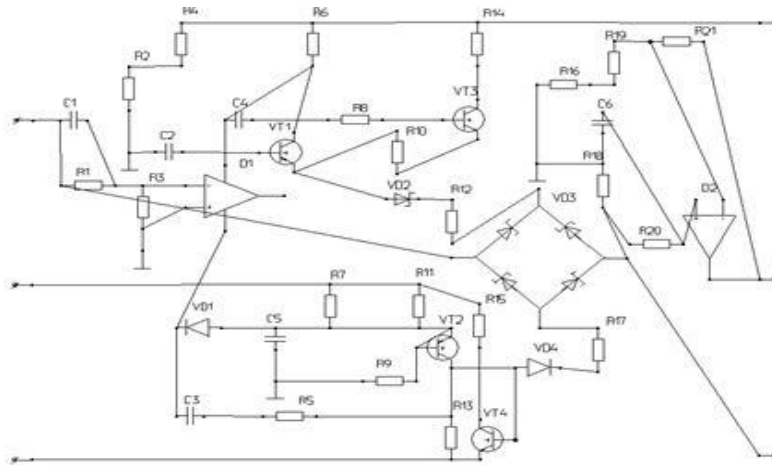 R4 R6 R14 R19 R21
R2 R16
C1 C4 R8 VT3 C6
C2 VT1 R10
D1 R18
R1 R3 VD2 R12 VD3 D2
R20
R7 R11
VD1 C5 VT2 R15 R17
R9 VD4
C3 R5 R13 VT4